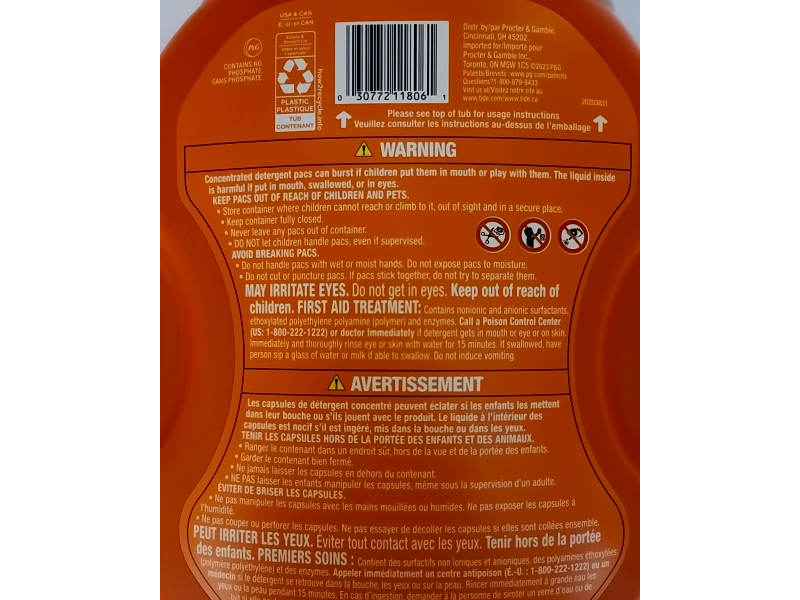 USA & CAN
É.-U. et CAN
P&G
CONTAINS NO
PHOSPHATE.
SANS PHOSPHATE.
Empty &
PLASTIC
PLASTIQUE
TUB
CONTENANT
how2recycle.info
0 30772 11806 1
Distr. by/par Procter & Gamble,
Cincinnati, OH 45202.
Imported for/Importé pour
Procter & Gamble Inc.,
Toronto, ON M5W 1C5 ©2023 P&G
Patents/Brevets: www.pg.com/patents
Questions?1-800-879-8433
Visit us at/Visitez notre site au
www.tide.com/www.tide.ca
20203831
Please see top of tub for usage instructions
Veuillez consulter les instructions au-dessus de l'emballage
WARNING
Concentrated detergent pacs can burst if children put them in mouth or play with them. The liquid inside
is harmful if put in mouth, swallowed, or in eyes.
KEEP PACS OUT OF REACH OF CHILDREN AND PETS.
• Store container where children cannot reach or climb to it, out of sight and in a secure place.
• Keep container fully closed.
• Never leave any pacs out of container.
• DO NOT let children handle pacs, even if supervised.
AVOID BREAKING PACS.
• Do not handle pacs with wet or moist hands. Do not expose pacs to moisture.
• Do not cut or puncture pacs. If pacs stick together, do not try to separate them.
MAY IRRITATE EYES. Do not get in eyes. Keep out of reach of
children. FIRST AID TREATMENT: Contains nonionic and anionic surfactants,
ethoxylated polyethylene polyamine (polymer) and enzymes. Call a Poison Control Center
(US: 1-800-222-1222) or doctor Immediately if detergent gets in mouth or eye or on skin.
Immediately and thoroughly rinse eye or skin with water for 15 minutes. If swallowed, have
person sip a glass of water or milk if able to swallow. Do not induce vomiting.
AVERTISSEMENT
Les capsules de détergent concentré peuvent éclater si les enfants les mettent
dans leur bouche ou s'ils jouent avec le produit. Le liquide à l'intérieur des
capsules est nocif s'il est ingéré, mis dans la bouche ou dans les yeux.
TENIR LES CAPSULES HORS DE LA PORTÉE DES ENFANTS ET DES ANIMAUX.
• Ranger le contenant dans un endroit sûr, hors de la vue et de la portée des enfants.
• Garder le contenant bien fermé.
• Ne jamais laisser les capsules en dehors du contenant.
• NE PAS laisser les enfants manipuler les capsules, même sous la supervision d'un adulte.
ÉVITER DE BRISER LES CAPSULES.
• Ne pas manipuler les capsules avec les mains mouillées ou humides. Ne pas exposer les capsules à
l'humidité.
• Ne pas couper ou perforer les capsules. Ne pas essayer de décoller les capsules si elles sont collées ensemble.
PEUT IRRITER LES YEUX. Éviter tout contact avec les yeux. Tenir hors de la portée
des enfants. PREMIERS SOINS : Contient des surfactifs non ioniques et anioniques, des polyamines éthoxylées
(polymère polyéthylène) et des enzymes. Appeler immédiatement un centre antipoison (É.-U. : 1-800-222-1222) ou un
médecin si le détergent se retrouve dans la bouche, les yeux ou sur la peau. Rincer immédiatement à grande eau les
yeux ou la peau pendant 15 minutes. En cas d'ingestion, demander à la personne de siroter un verre d'eau ou de